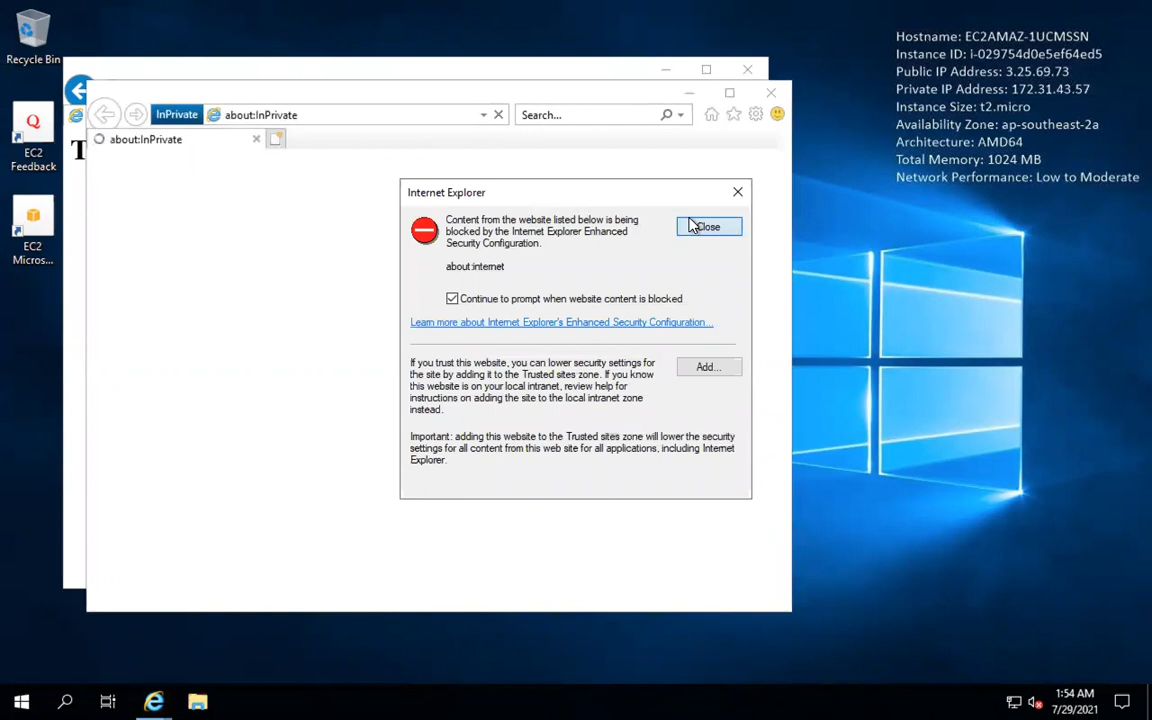 Recycle Bin
EC2
Feedback
EC2
Micros...
Hostname: EC2AMAZ-1UCMSSN
Instance ID: i-029754d0e5ef64ed5
Public IP Address: 3.25.69.73
Private IP Address: 172.31.43.57
Instance Size: t2.micro
Availability Zone: ap-southeast-2a
Architecture: AMD64
Total Memory: 1024 MB
Network Performance: Low to Moderate
T
InPrivate about:InPrivate Search...
about:InPrivate
Internet Explorer
Content from the website listed below is being
blocked by the Internet Explorer Enhanced
Security Configuration.
Close
about:internet
Continue to prompt when website content is blocked
Learn more about Internet Explorer's Enhanced Security Configuration...
If you trust this website, you can lower security settings for
the site by adding it to the Trusted sites zone. If you know
this website is on your local intranet, review help for
instructions on adding the site to the local intranet zone
instead.
Add...
Important: adding this website to the Trusted sites zone will lower the security
settings for all content from this web site for all applications, including Internet
Explorer.
1:54 AM
7/29/2021